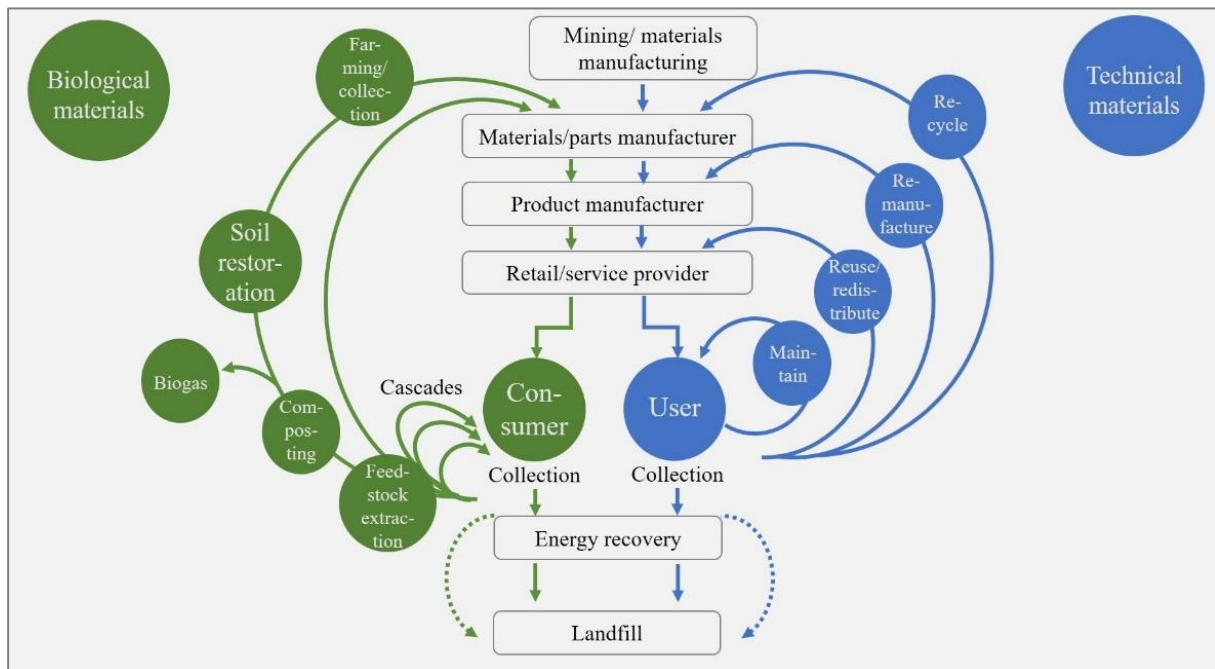 Biological
materials
Far-
ming/
collec-
tion
Mining/ materials
manufacturing
Technical
materials
Re-
cycle
Materials/parts manufacturer
Re-
manu-
facture
Product manufacturer
Soil
restor-
ation
Retail/service provider
Reuse/
redis-
tribute
Biogas
Cascades
Con-
sumer
User
Main-
tain
Com-
pos-
ting
Feed-
stock
extrac-
tion
Collection
Collection
Energy recovery
Landfill